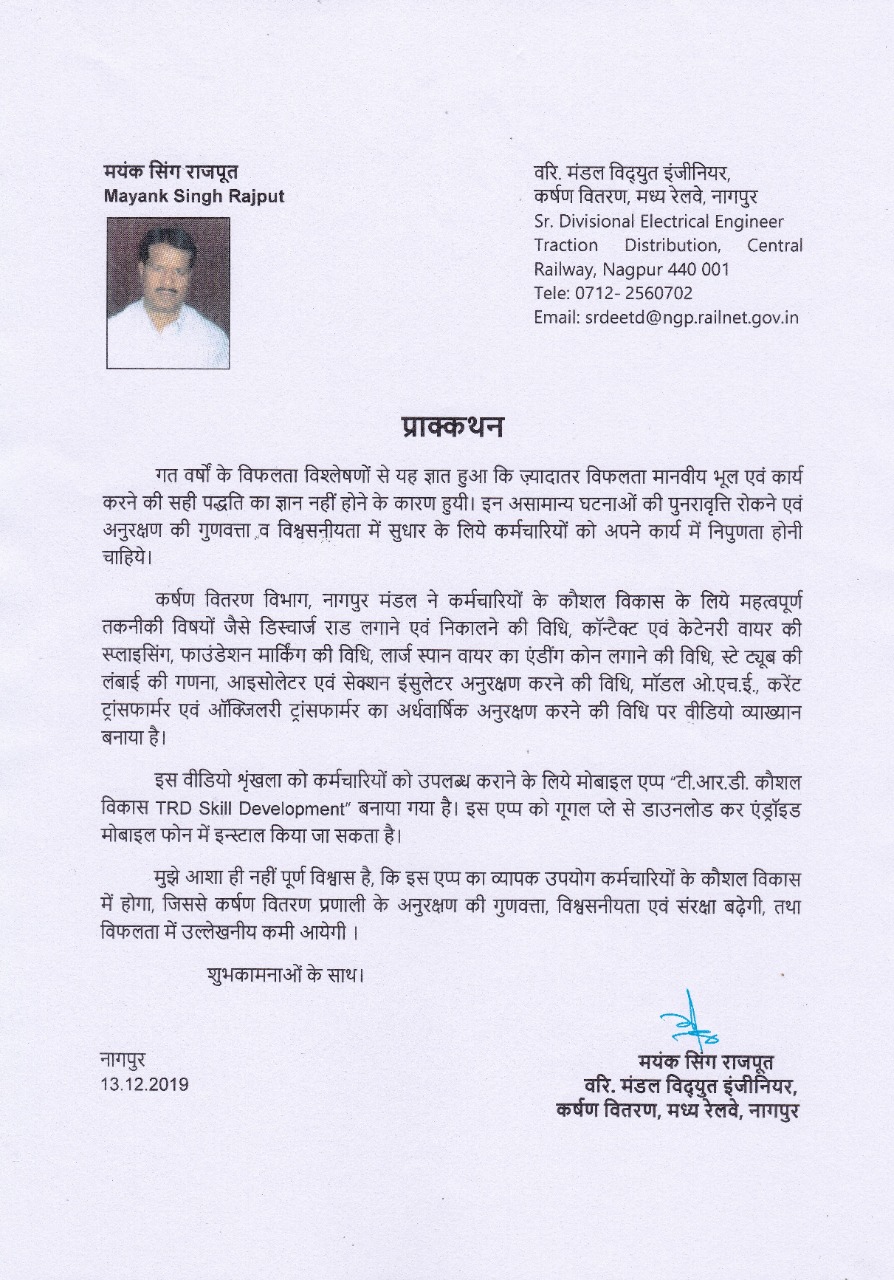 मयंक सिंग राजपूत
Mayank Singh Rajput
वरि. मंडल विद्युत इंजीनियर,
कर्षण वितरण, मध्य रेलवे, नागपुर
Sr. Divisional Electrical Engineer
Traction Distribution, Central
Railway, Nagpur 440 001
Tele: 0712- 2560702
Email: srdeetd@ngp.railnet.gov.in
प्राक्कथन
गत वर्षों के विफलता विश्लेषणों से यह ज्ञात हुआ कि ज़्यादातर विफलता मानवीय भूल एवं कार्य
करने की सही पद्धति का ज्ञान नहीं होने के कारण हुयी। इन असामान्य घटनाओं की पुनरावृत्ति रोकने एवं
अनुरक्षण की गुणवत्ता व विश्वसनीयता में सुधार के लिये कर्मचारियों को अपने कार्य में निपुणता होनी
चाहिये।
कर्षण वितरण विभाग, नागपुर मंडल ने कर्मचारियों के कौशल विकास के लिये महत्वपूर्ण
तकनीकी विषयों जैसे डिस्चार्ज राड लगाने एवं निकालने की विधि, कॉन्टैक्ट एवं केटेनरी वायर की
स्प्लाइसिंग, फाउंडेशन मार्किंग की विधि, लार्ज स्पान वायर का एंडींग कोन लगाने की विधि, स्टे ट्यूब की
लंबाई की गणना, आइसोलेटर एवं सेक्शन इंसुलेटर अनुरक्षण करने की विधि, मॉडल ओ.एच.ई., करेंट
ट्रांसफार्मर एवं ऑक्जिलरी ट्रांसफार्मर का अर्धवार्षिक अनुरक्षण करने की विधि पर वीडियो व्याख्यान
बनाया है।
इस वीडियो श‍ृंखला को कर्मचारियों को उपलब्ध कराने के लिये मोबाइल एप्प "टी.आर.डी. कौशल
विकास TRD Skill Development" बनाया गया है। इस एप्प को गूगल प्ले से डाउनलोड कर एंड्रॉइड
मोबाइल फोन में इन्स्टाल किया जा सकता है।
मुझे आशा ही नहीं पूर्ण विश्वास है, कि इस एप्प का व्यापक उपयोग कर्मचारियों के कौशल विकास
में होगा, जिससे कर्षण वितरण प्रणाली के अनुरक्षण की गुणवत्ता, विश्वसनीयता एवं संरक्षा बढ़ेगी, तथा
विफलता में उल्लेखनीय कमी आयेगी ।
शुभकामनाओं के साथ।
नागपुर
13.12.2019
मयंक सिंग राजपूत
वरि. मंडल विद्युत इंजीनियर,
कर्षण वितरण, मध्य रेलवे, नागपुर